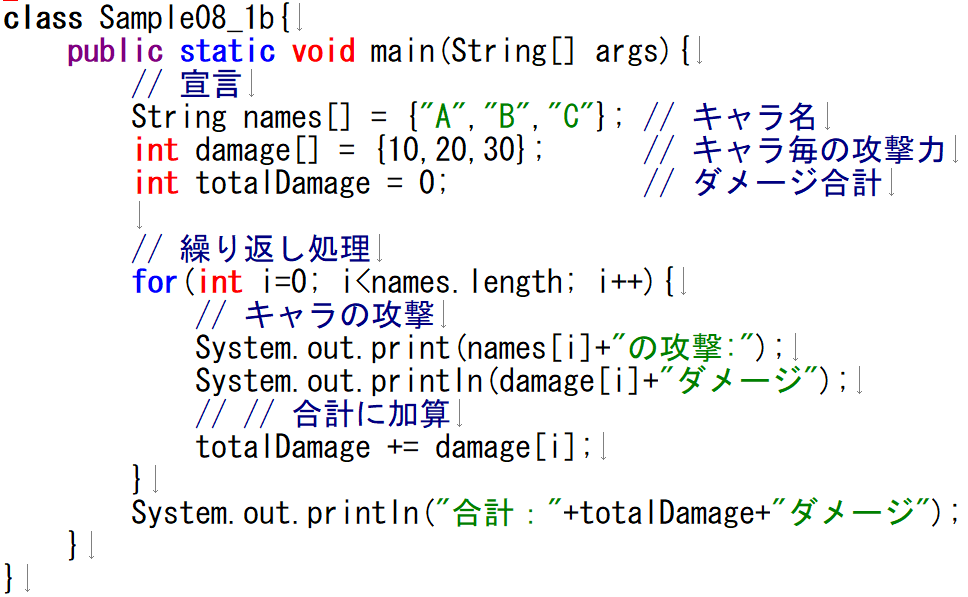 class Sample08_1b{
    public static void main(String[] args){
        // 宣言
        String names[] = {"A","B","C"}; // キャラ名
        int damage[] = {10,20,30};      // キャラ毎の攻撃力
        int totalDamage = 0;            // ダメージ合計
        
        // 繰り返し処理
        for(int i=0; i<names.length; i++){
            // キャラの攻撃
            System.out.print(names[i]+"の攻撃:");
            System.out.println(damage[i]+"ダメージ");
            // // 合計に加算
            totalDamage += damage[i];
        }
        System.out.println("合計："+totalDamage+"ダメージ");
    }
}